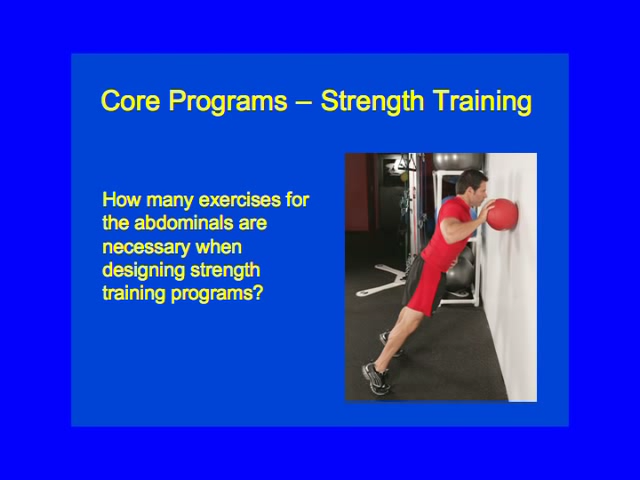 Core Programs – Strength Training
How many exercises for
the abdominals are
necessary when
designing strength
training programs?